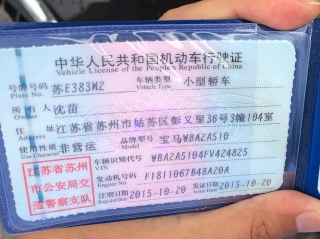 中华人民共和国机动车行驶证
Vehicle License of the People's Republic of China
号牌号码 苏E383M2 车辆类型 小型轿车
Plate No. Vehicle Type
所有人 沈苗
Owner
住址 江苏省苏州市姑苏区彭义里36号3幢104室
使用性质 非营运 品牌型号 宝马WBA2A510
Use Character
车辆识别代号 WBA2A5104FV424825
VIN
发动机号码 F1811067B48A20A
Engine No.
注册日期 2015-10-20 发证日期 2015-10-20
Register Date Issue Date
江苏省苏州
市公安局交
通警察支队